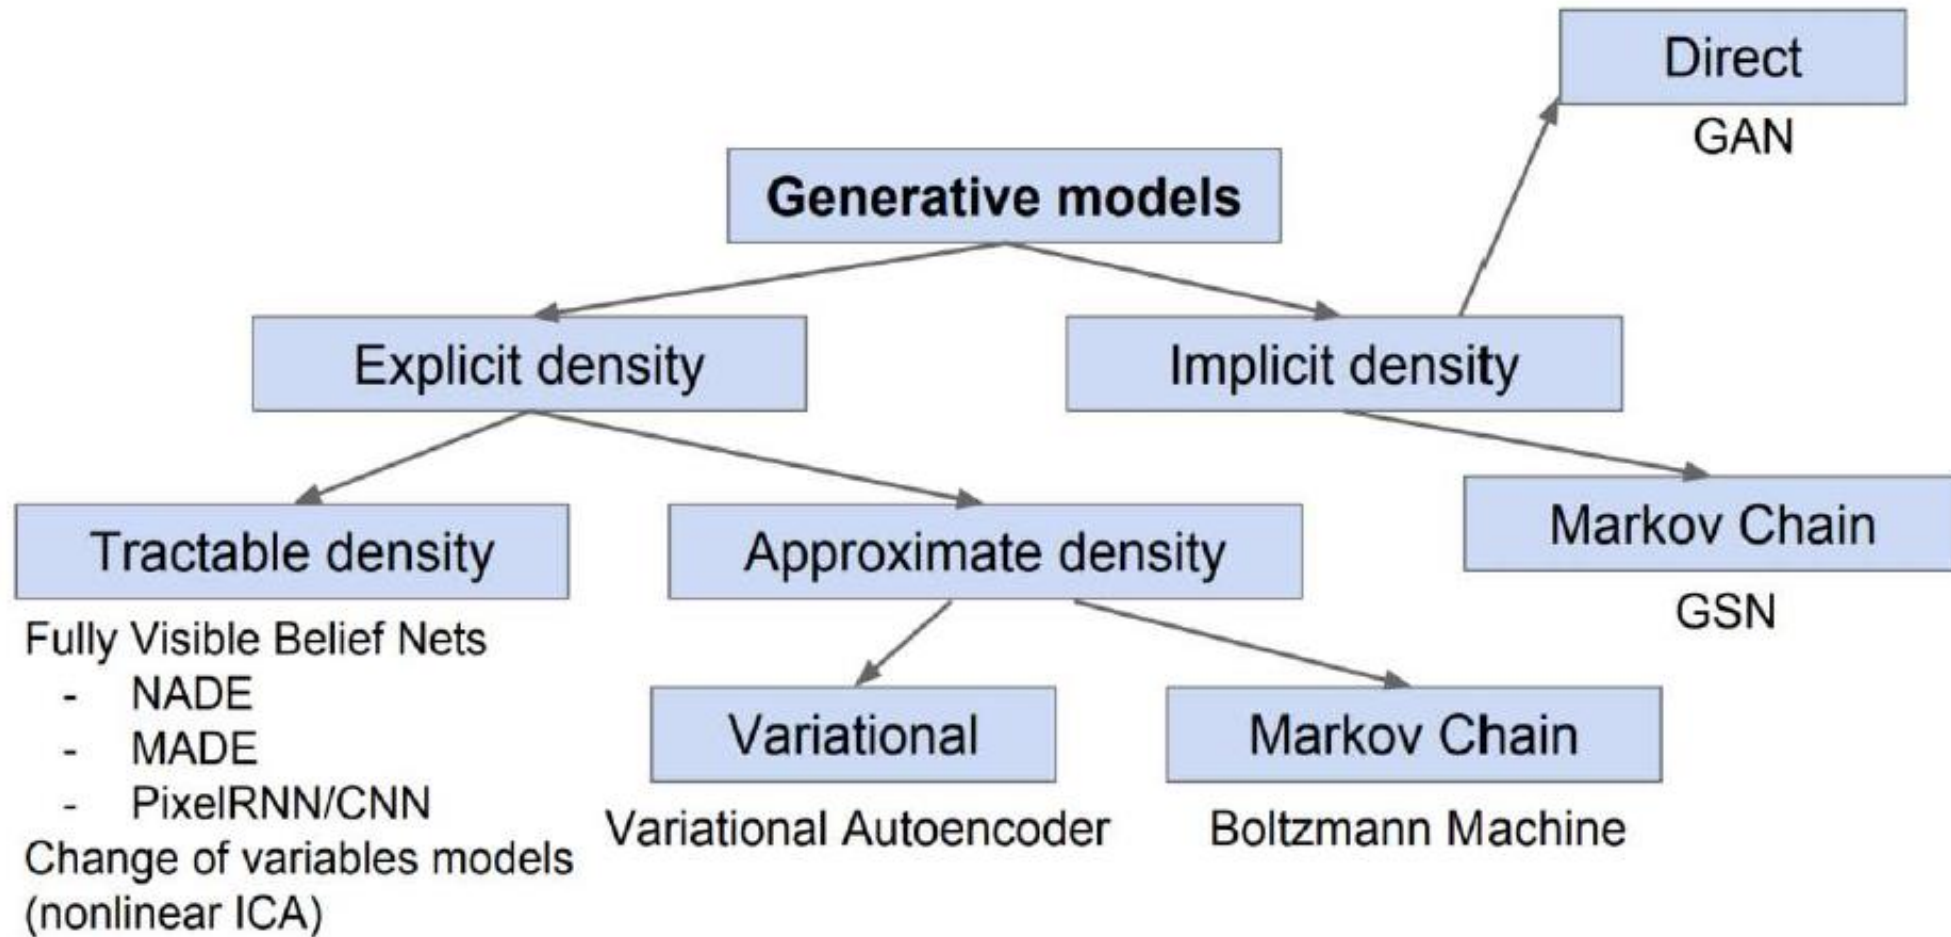 Direct
GAN
Generative models
Explicit density
Implicit density
Tractable density
Approximate density
Markov Chain
GSN
Fully Visible Belief Nets
- NADE
- MADE
- PixelRNN/CNN
Change of variables models
(nonlinear ICA)
Variational
Markov Chain
Variational Autoencoder
Boltzmann Machine